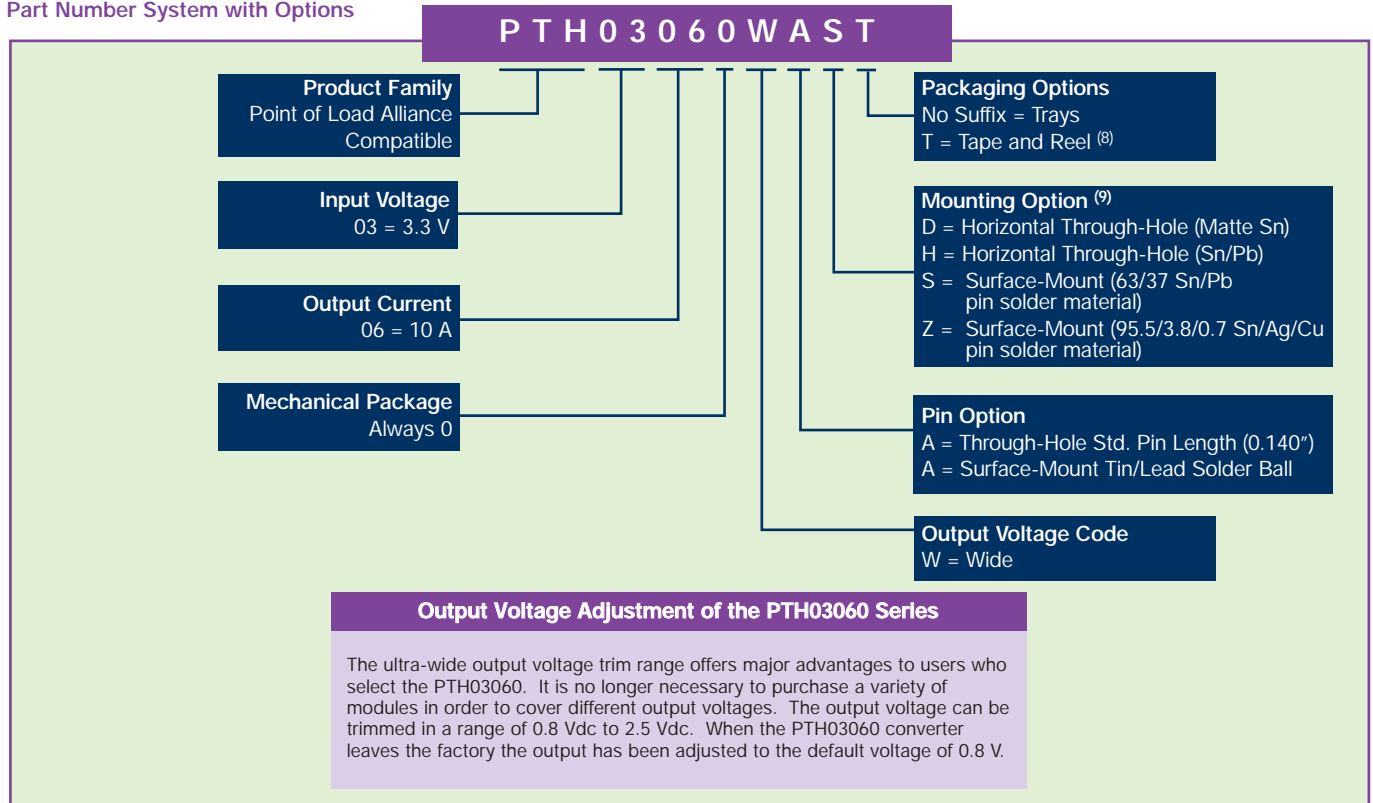 Part Number System with Options
PTH03060WAST
Product Family
Point of Load Alliance
Compatible
Input Voltage
03 = 3.3 V
Output Current
06 = 10 A
Mechanical Package
Always 0
Packaging Options
No Suffix = Trays
T = Tape and Reel (8)
Mounting Option (9)
D = Horizontal Through-Hole (Matte Sn)
H = Horizontal Through-Hole (Sn/Pb)
S = Surface-Mount (63/37 Sn/Pb
pin solder material)
Z = Surface-Mount (95.5/3.8/0.7 Sn/Ag/Cu
pin solder material)
Pin Option
A = Through-Hole Std. Pin Length (0.140″)
A = Surface-Mount Tin/Lead Solder Ball
Output Voltage Code
W = Wide
Output Voltage Adjustment of the PTH03060 Series
The ultra-wide output voltage trim range offers major advantages to users who
select the PTH03060. It is no longer necessary to purchase a variety of
modules in order to cover different output voltages. The output voltage can be
trimmed in a range of 0.8 Vdc to 2.5 Vdc. When the PTH03060 converter
leaves the factory the output has been adjusted to the default voltage of 0.8 V.